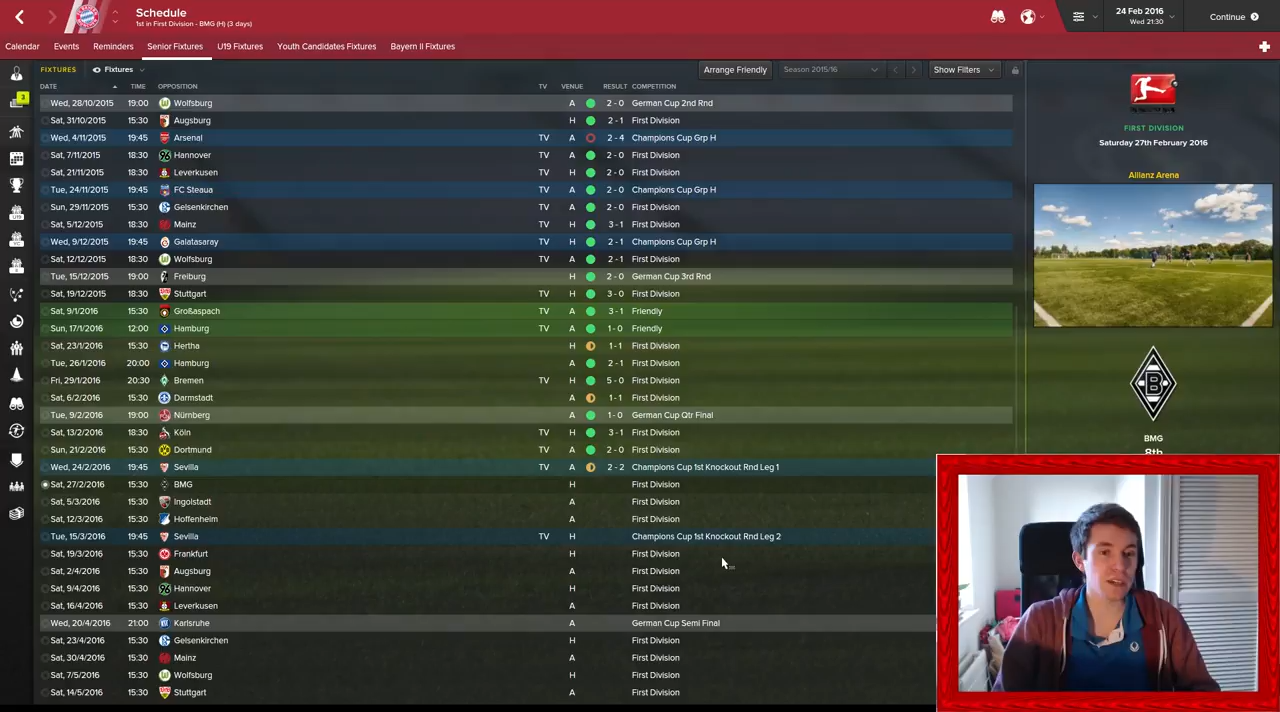 Schedule
1st in First Division - BMG (H) (3 days)
24 Feb 2016
Wed 21:30
Continue
Calendar Events Reminders Senior Fixtures U19 Fixtures Youth Candidates Fixtures Bayern II Fixtures
FIXTURES Fixtures Arrange Friendly Season 2015/16 Show Filters
DATE TIME OPPOSITION TV VENUE RESULT COMPETITION
Wed, 28/10/2015 19:00 Wolfsburg A 2 - 0 German Cup 2nd Rnd
Sat, 31/10/2015 15:30 Augsburg H 2 - 1 First Division
Wed, 4/11/2015 19:45 Arsenal TV A 2 - 4 Champions Cup Grp H
Sat, 7/11/2015 18:30 Hannover TV A 2 - 0 First Division
Sat, 21/11/2015 18:30 Leverkusen TV H 2 - 0 First Division
Tue, 24/11/2015 19:45 FC Steaua TV A 2 - 0 Champions Cup Grp H
Sun, 29/11/2015 15:30 Gelsenkirchen TV A 2 - 0 First Division
Sat, 5/12/2015 18:30 Mainz TV H 3 - 1 First Division
Wed, 9/12/2015 19:45 Galatasaray TV H 2 - 1 Champions Cup Grp H
Sat, 12/12/2015 18:30 Wolfsburg TV A 2 - 1 First Division
Tue, 15/12/2015 19:00 Freiburg H 2 - 0 German Cup 3rd Rnd
Sat, 19/12/2015 18:30 Stuttgart TV H 3 - 0 First Division
Sat, 9/1/2016 15:30 Großaspach TV A 3 - 1 Friendly
Sun, 17/1/2016 12:00 Hamburg TV A 1 - 0 Friendly
Sat, 23/1/2016 15:30 Hertha H 1 - 1 First Division
Tue, 26/1/2016 20:00 Hamburg A 2 - 1 First Division
Fri, 29/1/2016 20:30 Bremen TV H 5 - 0 First Division
Sat, 6/2/2016 15:30 Darmstadt A 1 - 1 First Division
Tue, 9/2/2016 19:00 Nürnberg A 1 - 0 German Cup Qtr Final
Sat, 13/2/2016 18:30 Köln TV H 3 - 1 First Division
Sun, 21/2/2016 15:30 Dortmund TV A 2 - 0 First Division
Wed, 24/2/2016 19:45 Sevilla TV A 2 - 2 Champions Cup 1st Knockout Rnd Leg 1
Sat, 27/2/2016 15:30 BMG H First Division
Sat, 5/3/2016 15:30 Ingolstadt A First Division
Sat, 12/3/2016 15:30 Hoffenheim A First Division
Tue, 15/3/2016 19:45 Sevilla TV H Champions Cup 1st Knockout Rnd Leg 2
Sat, 19/3/2016 15:30 Frankfurt H First Division
Sat, 2/4/2016 15:30 Augsburg A First Division
Sat, 9/4/2016 15:30 Hannover H First Division
Sat, 16/4/2016 15:30 Leverkusen A First Division
Wed, 20/4/2016 21:00 Karlsruhe A German Cup Semi Final
Sat, 23/4/2016 15:30 Gelsenkirchen H First Division
Sat, 30/4/2016 15:30 Mainz A First Division
Sat, 7/5/2016 15:30 Wolfsburg H First Division
Sat, 14/5/2016 15:30 Stuttgart A First Division
FIRST DIVISION
Saturday 27th February 2016
Allianz Arena
BMG
8th
3
U19